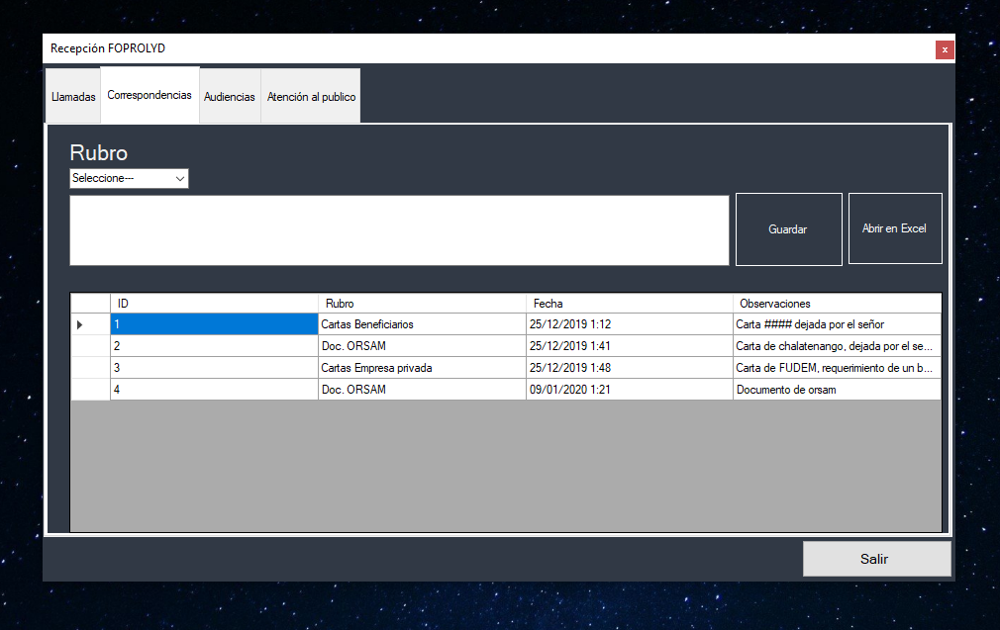 Recepción FOPROLYD
x
Llamadas Correspondencias Audiencias Atención al publico
Rubro
Seleccione---
Guardar Abrir en Excel
ID Rubro Fecha Observaciones
1 Cartas Beneficiarios 25/12/2019 1:12 Carta #### dejada por el señor
2 Doc. ORSAM 25/12/2019 1:41 Carta de chalatenango, dejada por el se...
3 Cartas Empresa privada 25/12/2019 1:48 Carta de FUDEM, requerimiento de un b...
4 Doc. ORSAM 09/01/2020 1:21 Documento de orsam
Salir